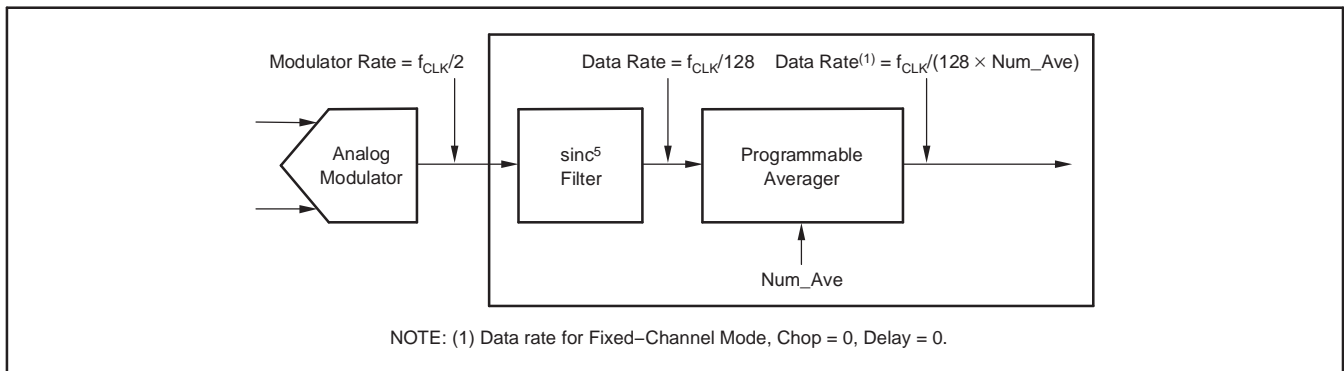 Modulator Rate = fCLK/2
Data Rate = fCLK/128
Data Rate(1) = fCLK/(128 × Num_Ave)
Analog
Modulator
sinc5
Filter
Programmable
Averager
Num_Ave
NOTE: (1) Data rate for Fixed−Channel Mode, Chop = 0, Delay = 0.